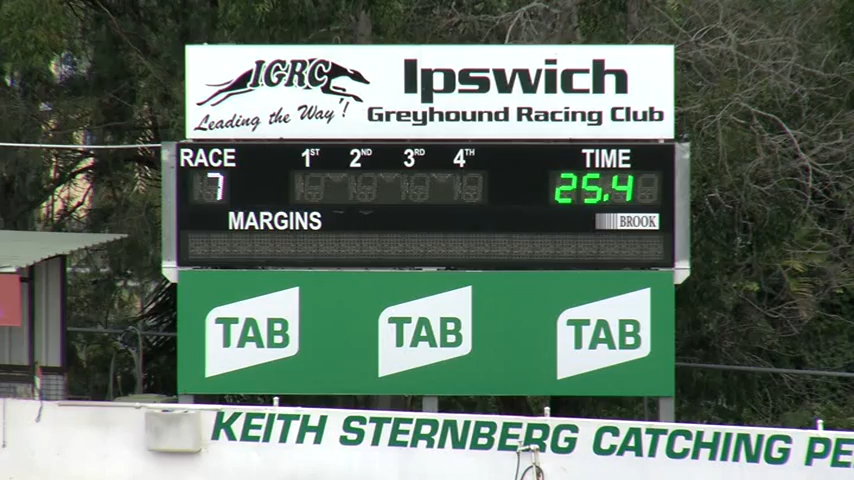 IGRC
Leading the Way!
Ipswich
Greyhound Racing Club
RACE 1ST 2ND 3RD 4TH TIME
7 25.4
MARGINS BROOK
TAB TAB TAB
KEITH STERNBERG CATCHING PE